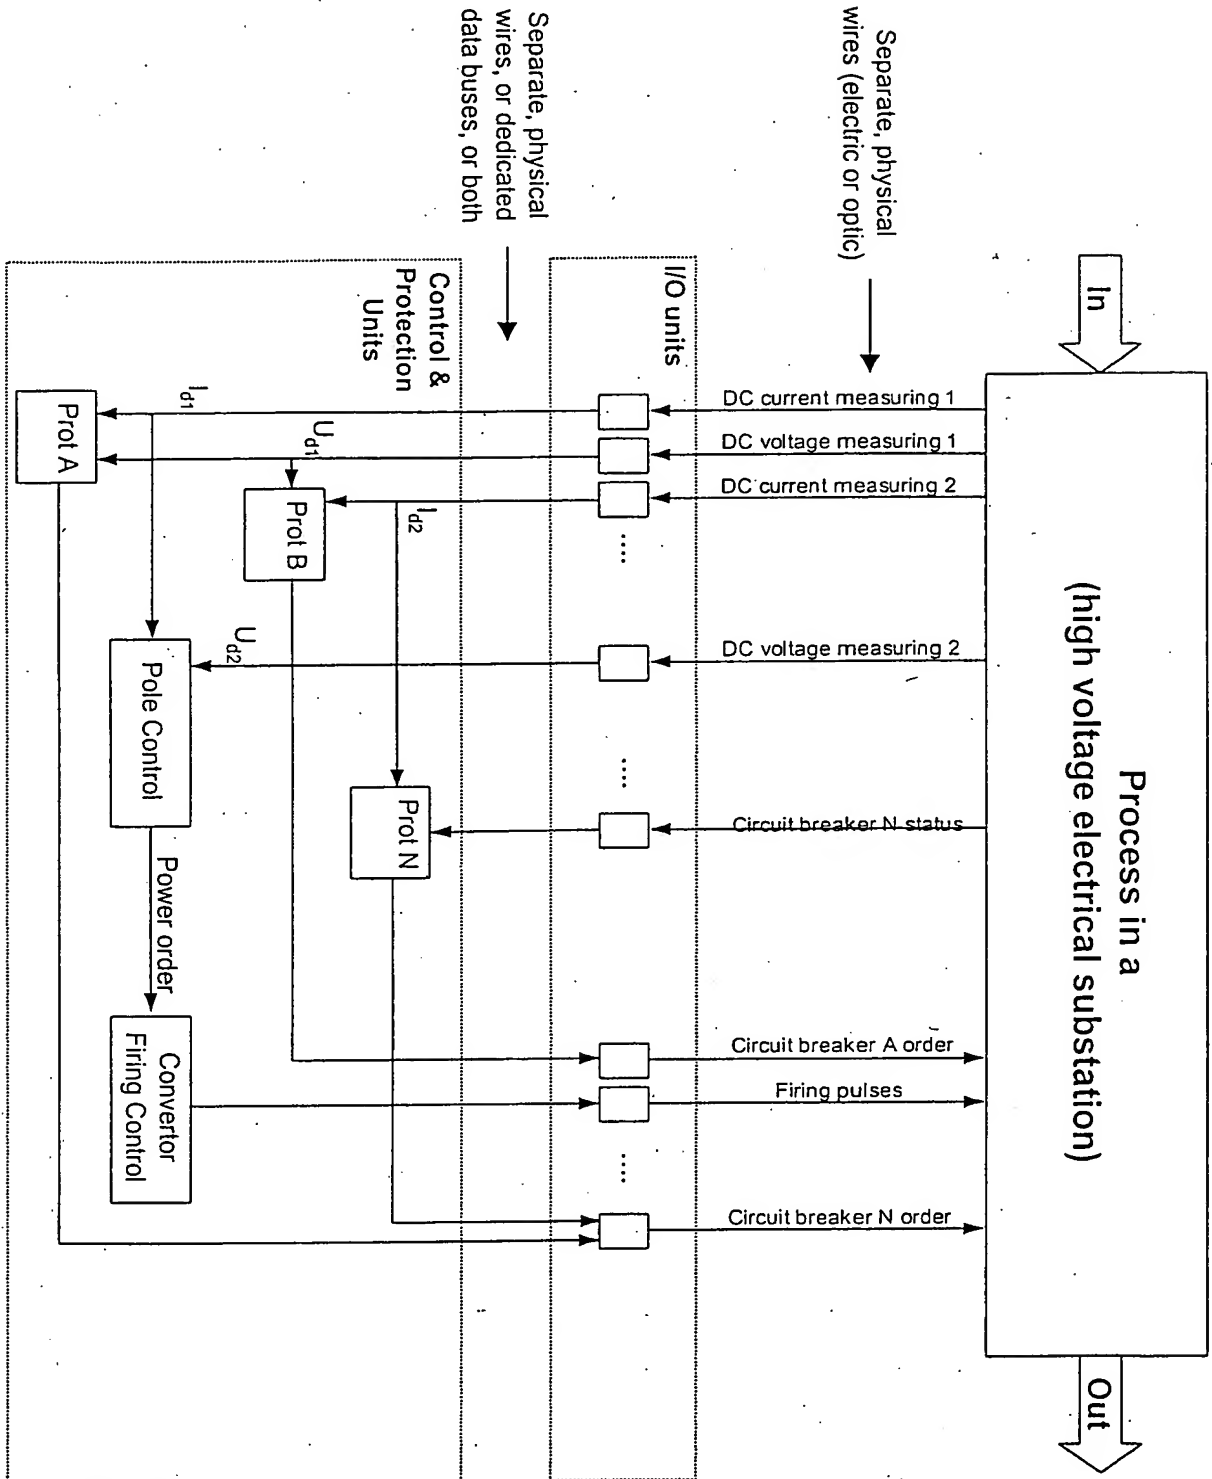 In
Process in a
(high voltage electrical substation)
Out
Separate, physical
wires (electric or optic)
DC current measuring 1
DC voltage measuring 1
DC current measuring 2
DC voltage measuring 2
Circuit breaker N status
Circuit breaker A order
Firing pulses
Circuit breaker N order
I/O units
....
....
....
Separate, physical
wires, or dedicated
data buses, or both
Control &
Protection
Units
Id1
Ud1
Id2
Ud2
Prot A
Prot B
Prot N
Pole Control
Power order
Convertor
Firing Control